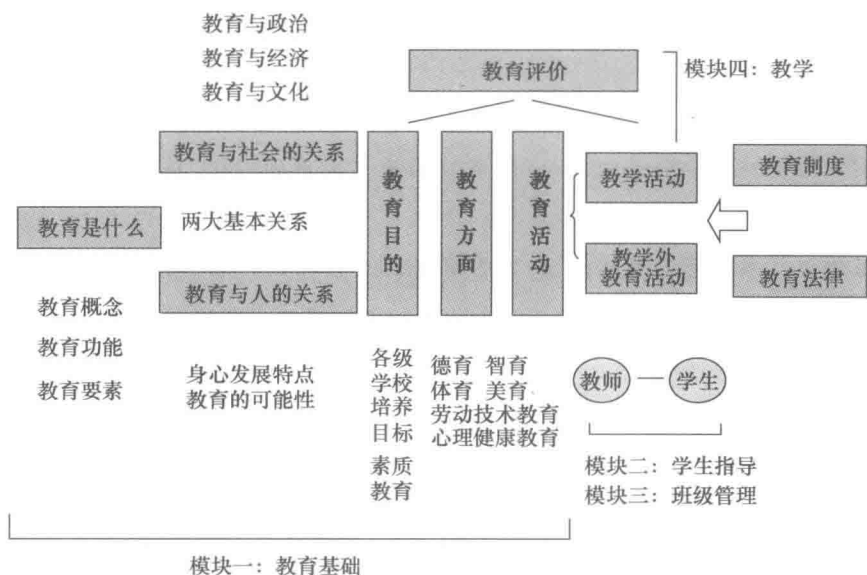 教育与政治
教育与经济
教育与文化
教育评价
模块四：教学
教育与社会的关系
教育目的
教育方面
教育活动
教学活动
教育制度
教育是什么
两大基本关系
教育与人的关系
教学外
教育活动
教育法律
教育概念
教育功能
教育要素
身心发展特点
教育的可能性
各级
学校
培养
目标
素质
教育
德育 智育
体育 美育
劳动技术教育
心理健康教育
教师
学生
模块二：学生指导
模块三：班级管理
模块一：教育基础